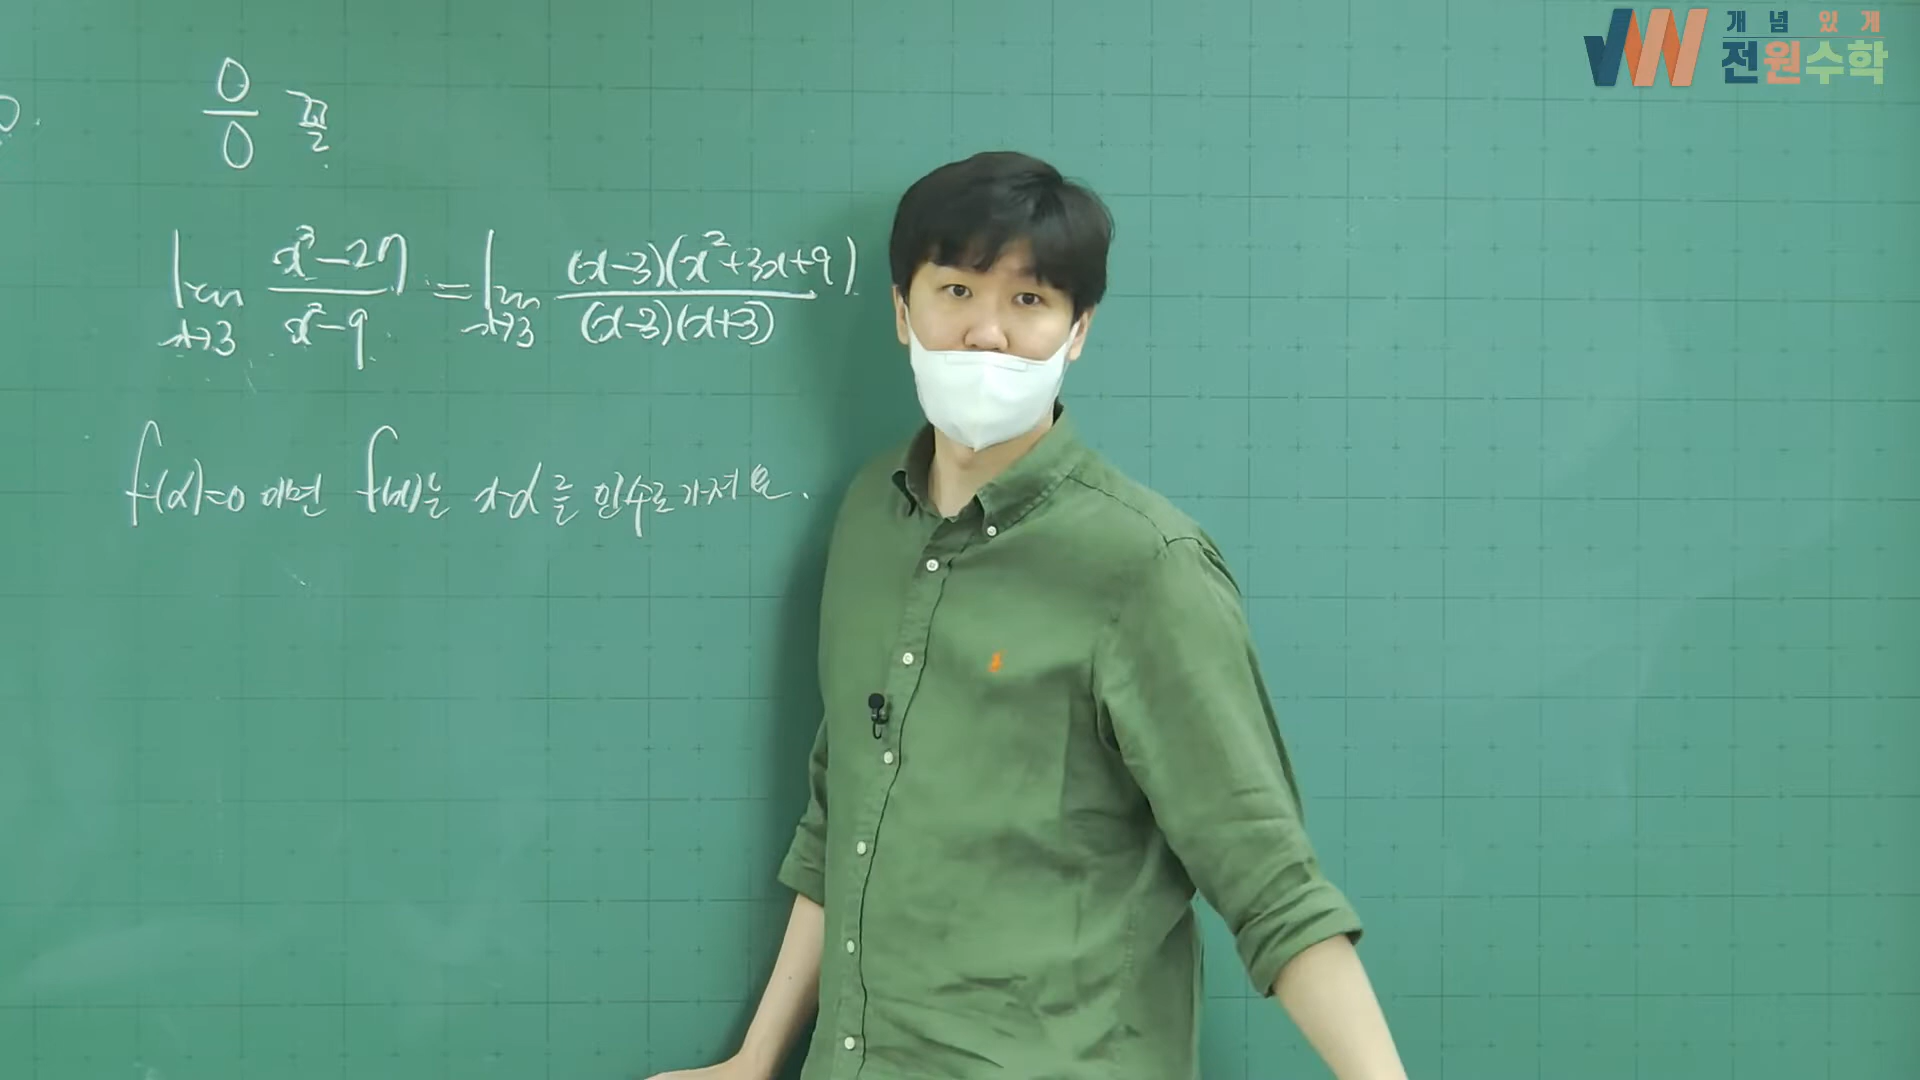 개념있게
전원수학
0.
0/0 꼴
lim x→3 (x³-27)/(x²-9) = lim x→3 ((x-3)(x²+3x+9))/((x-3)(x+3))
f(α)=0 이면 f(x)는 x-α를 인수로 가져요.